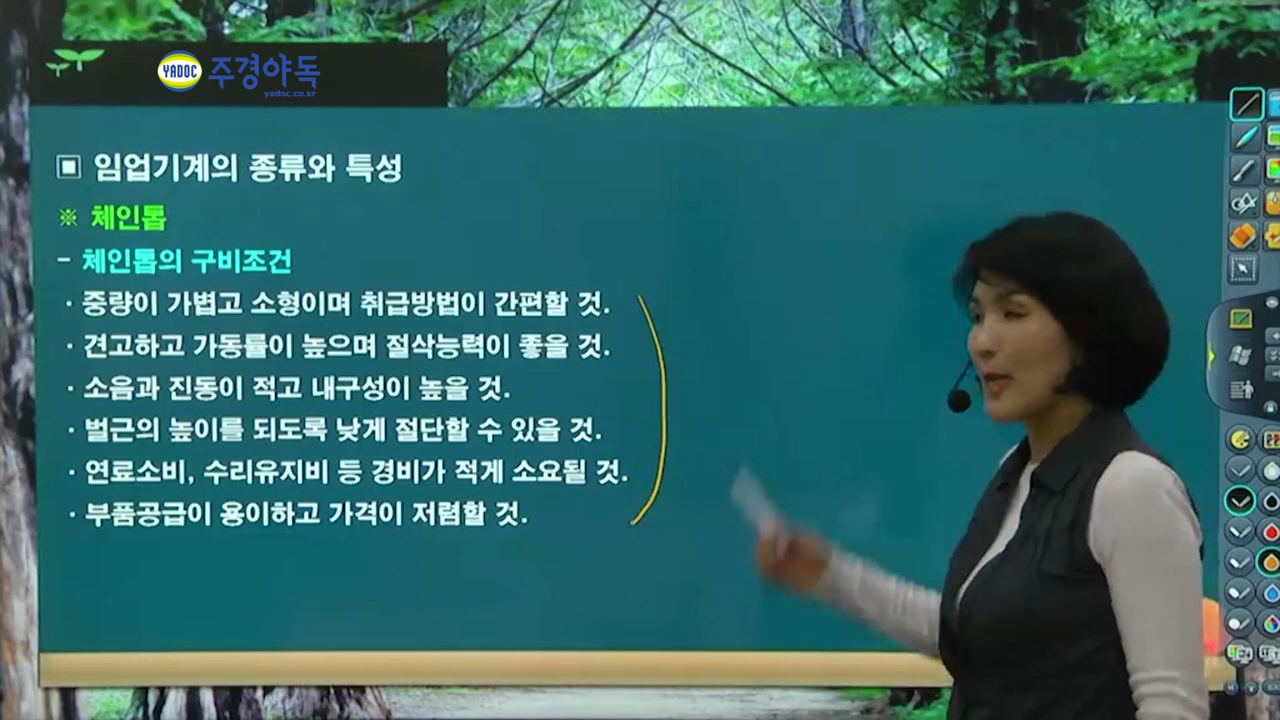 YADOC 주경야독
yadoc.co.kr
▣ 임업기계의 종류와 특성
※ 체인톱
- 체인톱의 구비조건
· 중량이 가볍고 소형이며 취급방법이 간편할 것.
· 견고하고 가동률이 높으며 절삭능력이 좋을 것.
· 소음과 진동이 적고 내구성이 높을 것.
· 벌근의 높이를 되도록 낮게 절단할 수 있을 것.
· 연료소비, 수리유지비 등 경비가 적게 소요될 것.
· 부품공급이 용이하고 가격이 저렴할 것.